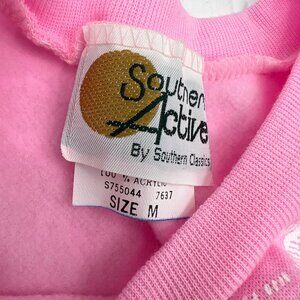 Southern
Active
By Southern Classics
100 % ACRYLIC
S755044 7637
SIZE M